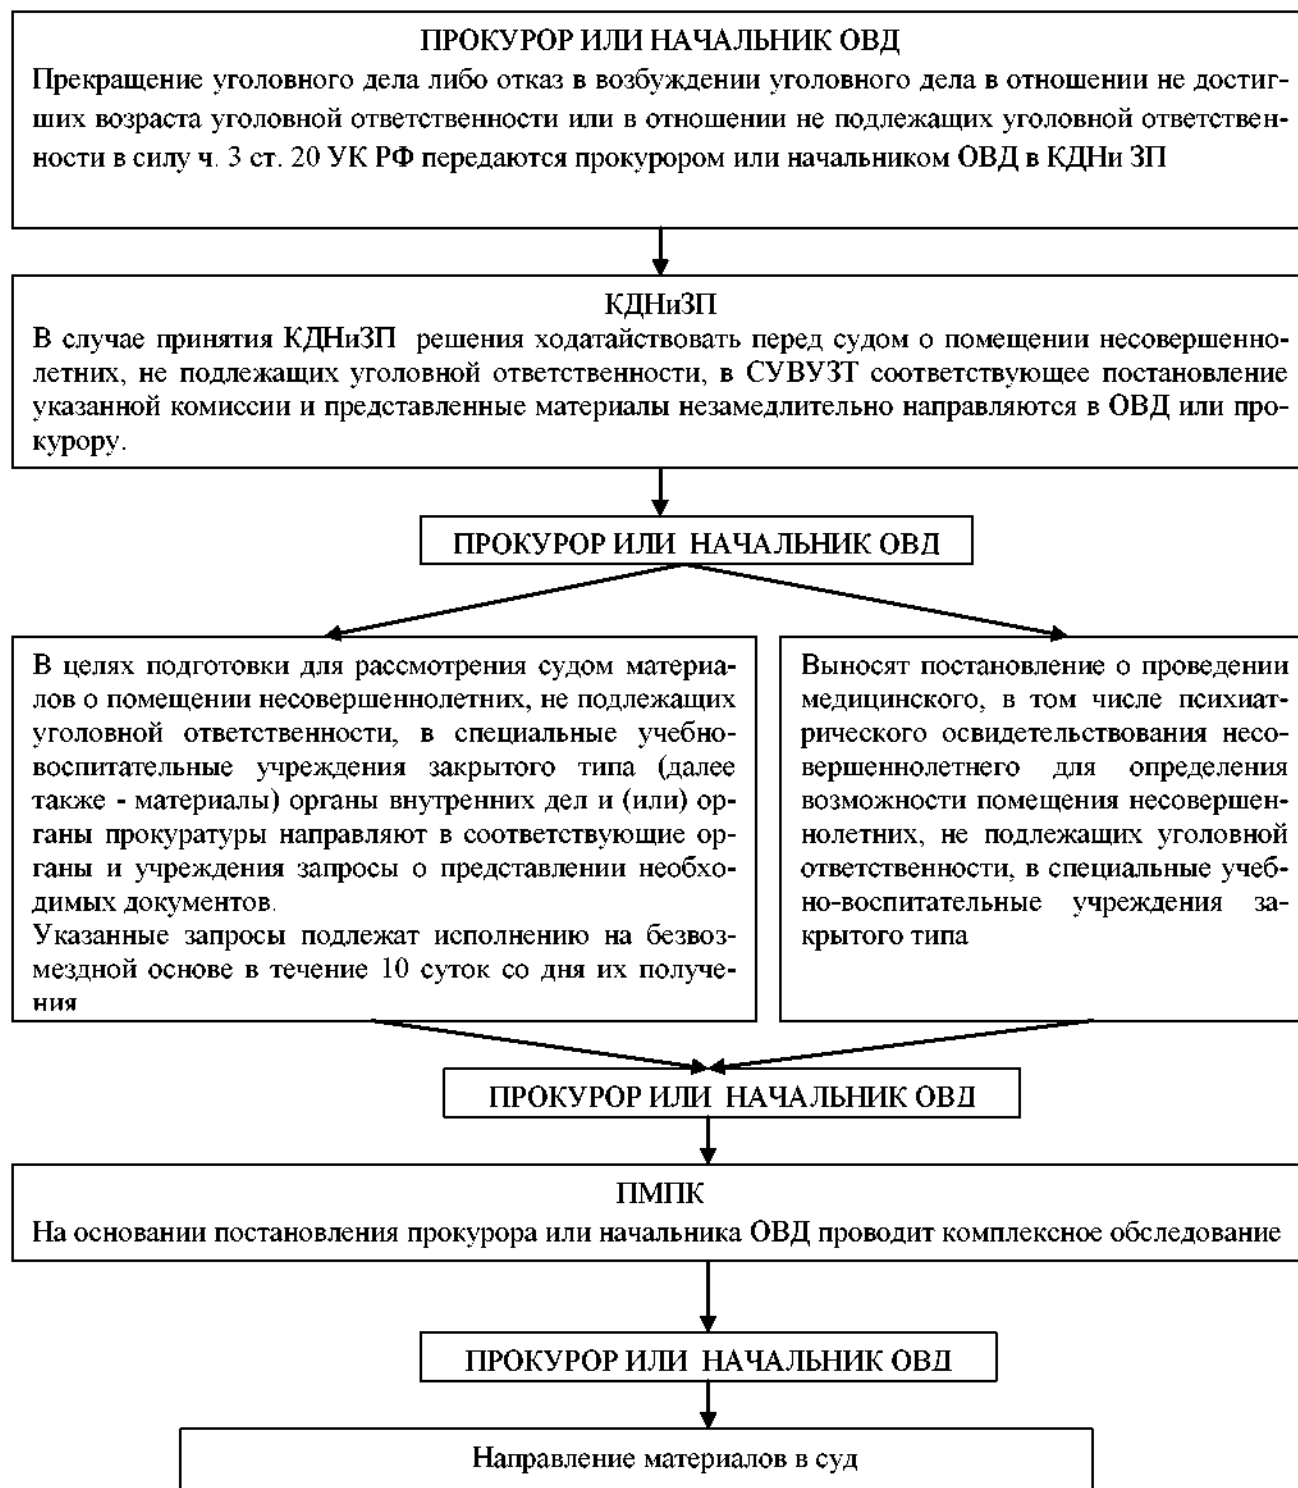 ПРОКУРОР ИЛИ НАЧАЛЬНИК ОВД
Прекращение уголовного дела либо отказ в возбуждении уголовного дела в отношении не достиг-
ших возраста уголовной ответственности или в отношении не подлежащих уголовной ответствен-
ности в силу ч. 3 ст. 20 УК РФ передаются прокурором или начальником ОВД в КДНи ЗП
КДНиЗП
В случае принятия КДНиЗП решения ходатайствовать перед судом о помещении несовершенно-
летних, не подлежащих уголовной ответственности, в СУВУЗТ соответствующее постановление
указанной комиссии и представленные материалы незамедлительно направляются в ОВД или про-
курору.
ПРОКУРОР ИЛИ НАЧАЛЬНИК ОВД
В целях подготовки для рассмотрения судом материа-
лов о помещении несовершеннолетних, не подлежащих
уголовной ответственности, в специальные учебно-
воспитательные учреждения закрытого типа (далее
также - материалы) органы внутренних дел и (или) ор-
ганы прокуратуры направляют в соответствующие ор-
ганы и учреждения запросы о представлении необхо-
димых документов.
Указанные запросы подлежат исполнению на безвоз-
мездной основе в течение 10 суток со дня их получе-
ния
Выносят постановление о проведении
медицинского, в том числе психиат-
рического освидетельствования несо-
вершеннолетнего для определения
возможности помещения несовершен-
нолетних, не подлежащих уголовной
ответственности, в специальные учеб-
но-воспитательные учреждения за-
крытого типа
ПРОКУРОР ИЛИ НАЧАЛЬНИК ОВД
ПМПК
На основании постановления прокурора или начальника ОВД проводит комплексное обследование
ПРОКУРОР ИЛИ НАЧАЛЬНИК ОВД
Направление материалов в суд